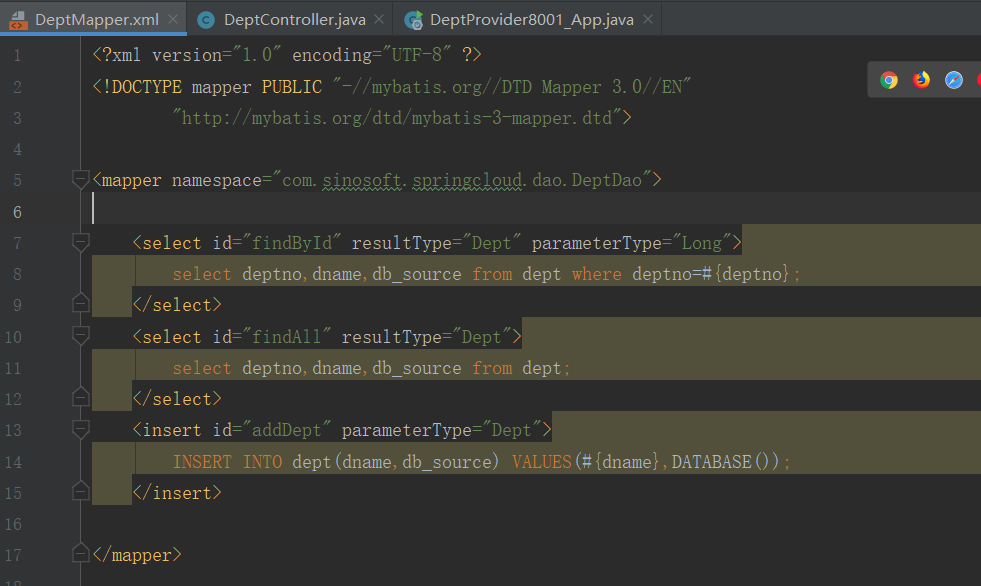 DeptMapper.xml DeptController.java DeptProvider8001_App.java
1 <?xml version="1.0" encoding="UTF-8" ?>
2 <!DOCTYPE mapper PUBLIC "-//mybatis.org//DTD Mapper 3.0//EN"
3 "http://mybatis.org/dtd/mybatis-3-mapper.dtd">
4
5 <mapper namespace="com.sinosoft.springcloud.dao.DeptDao">
6
7 <select id="findById" resultType="Dept" parameterType="Long">
8 select deptno,dname,db_source from dept where deptno=#{deptno};
9 </select>
10 <select id="findAll" resultType="Dept">
11 select deptno,dname,db_source from dept;
12 </select>
13 <insert id="addDept" parameterType="Dept">
14 INSERT INTO dept(dname,db_source) VALUES(#{dname},DATABASE());
15 </insert>
16
17 </mapper>
18